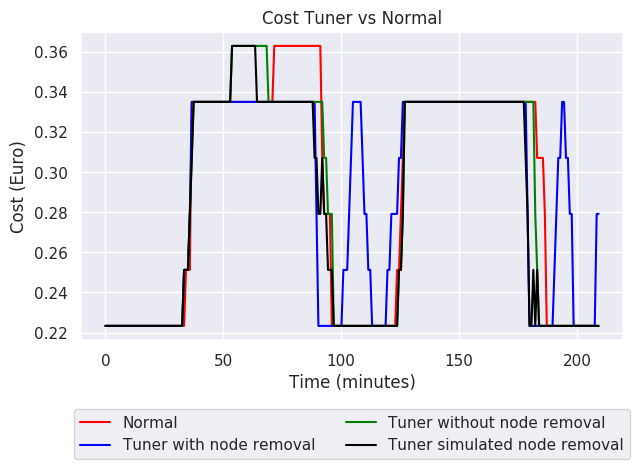 Cost Tuner vs Normal
0.36
0.34
0.32
0.30
0.28
0.26
0.24
0.22
Cost (Euro)
0 50 100 150 200
Time (minutes)
Normal Tuner without node removal
Tuner with node removal Tuner simulated node removal